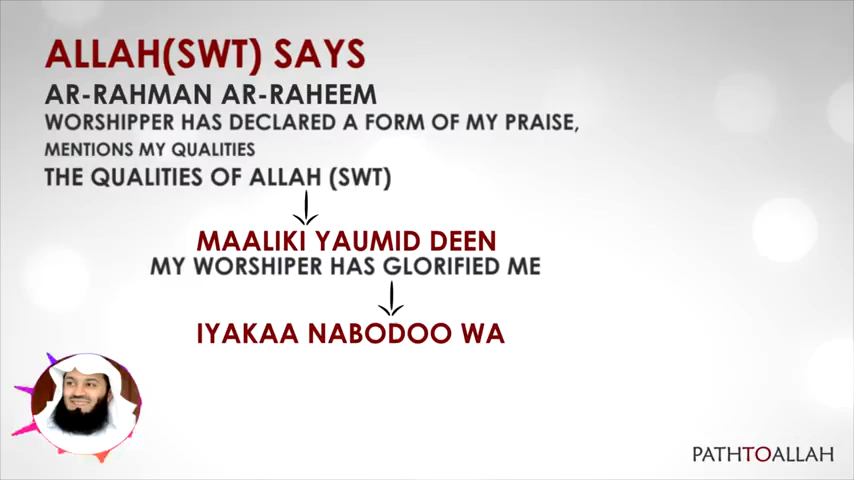 ALLAH(SWT) SAYS
AR-RAHMAN AR-RAHEEM
WORSHIPPER HAS DECLARED A FORM OF MY PRAISE,
MENTIONS MY QUALITIES
THE QUALITIES OF ALLAH (SWT)
MAALIKI YAUMID DEEN
MY WORSHIPER HAS GLORIFIED ME
IYAKAA NABODOO WA
PATHTOALLAH